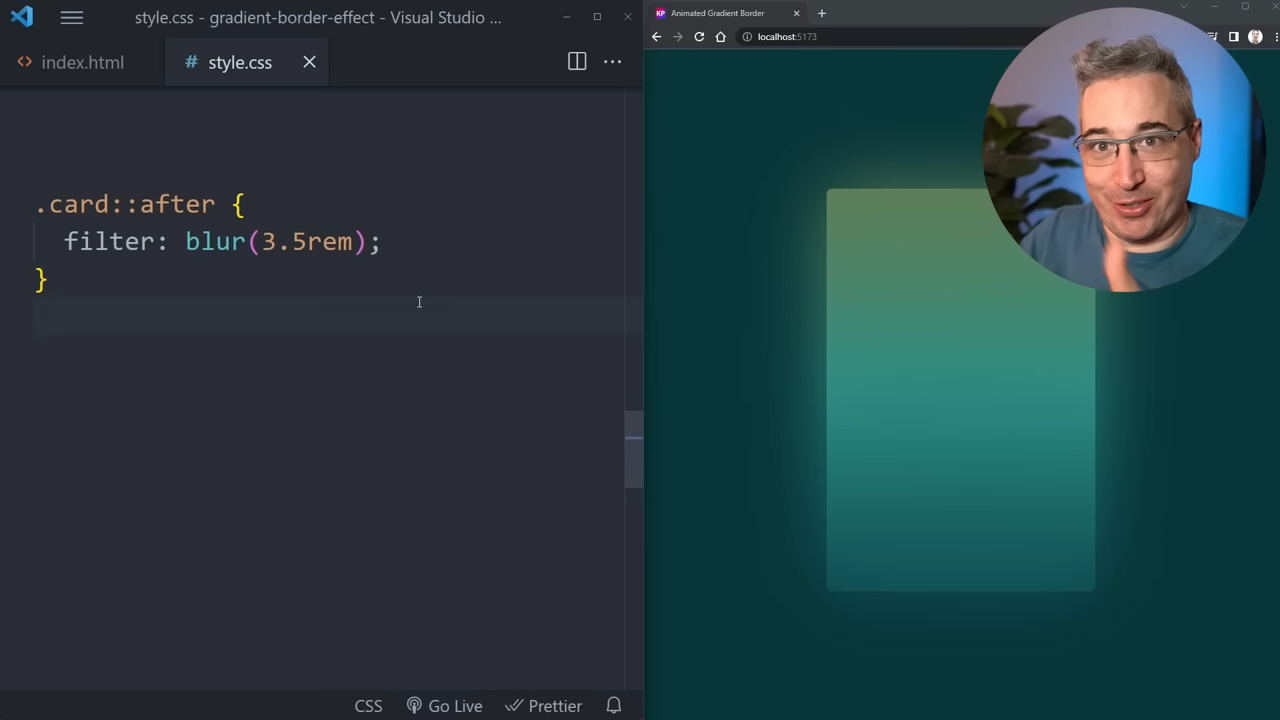 style.css - gradient-border-effect - Visual Studio ...
index.html
# style.css
.card::after {
filter: blur(3.5rem);
}
CSS
Go Live
Prettier
KP
Animated Gradient Border
localhost:5173